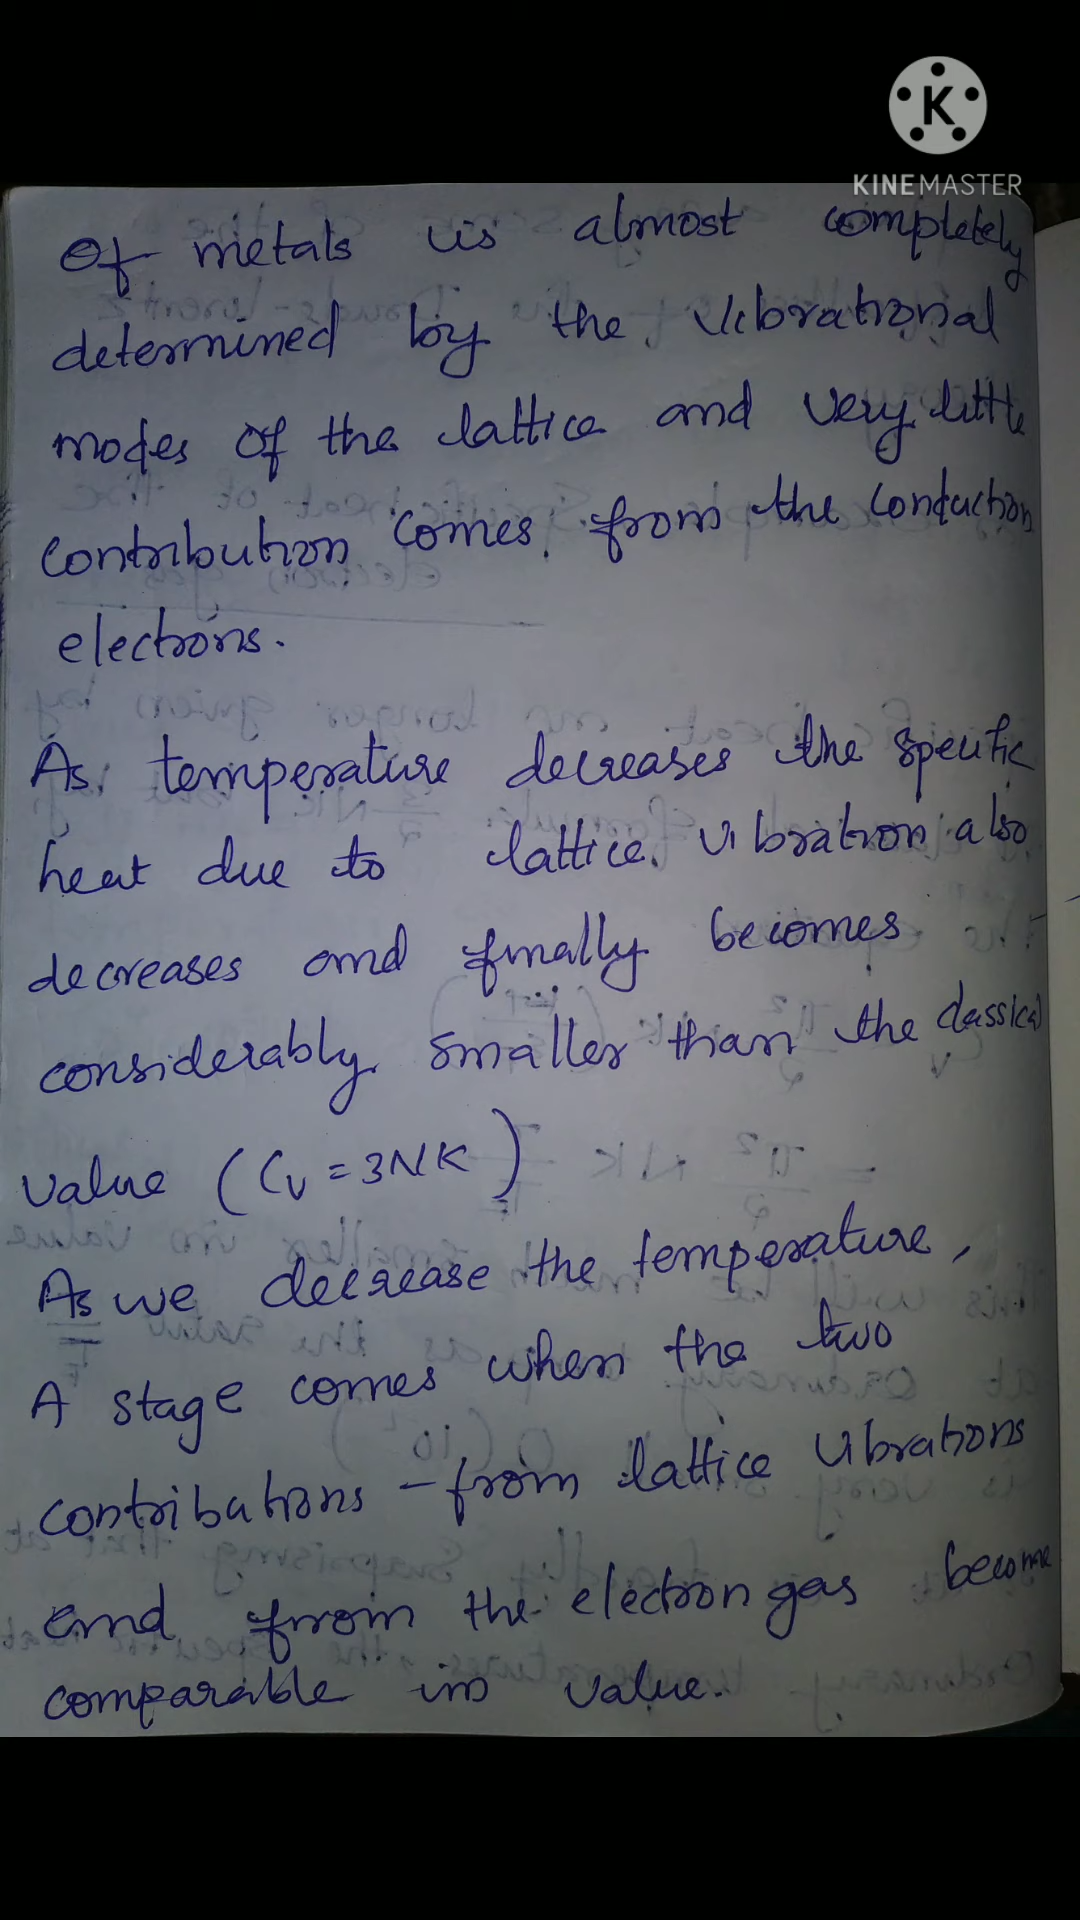 KINEMASTER
Of metals is almost completely
determined by the vibrational
modes of the lattice and very little
contribution comes from the conduction
electrons.
As temperature decreases the specific
heat due to lattice vibration also
decreases and finally becomes
considerably smaller than the classical
value (Cv = 3NK)
As we decrease the temperature,
A stage comes when the two
contributions - from lattice vibrations
and from the electron gas become
comparable in value.